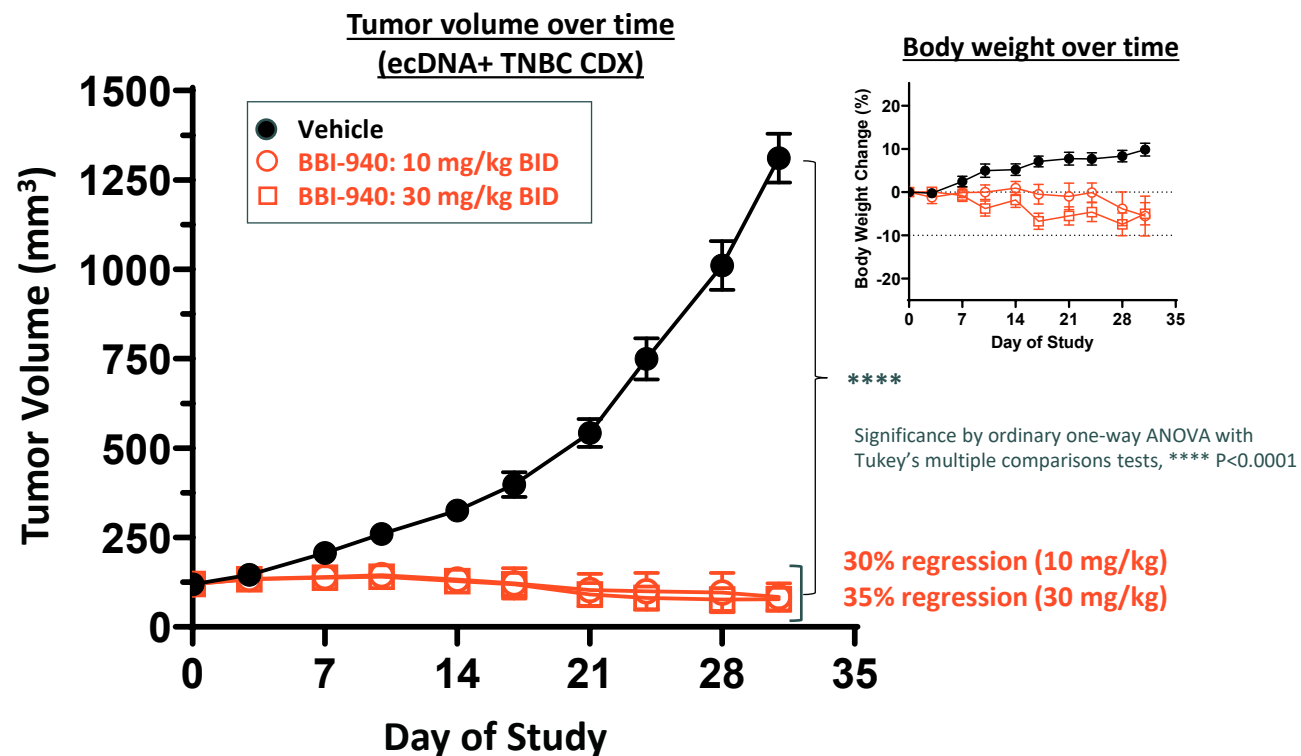 Tumor volume over time
(ecDNA+ TNBC CDX)
Tumor Volume (mm³)
1500
1250
1000
750
500
250
0
Vehicle
BBI-940: 10 mg/kg BID
BBI-940: 30 mg/kg BID
0 7 14 21 28 35
Day of Study
Body weight over time
Body Weight Change (%)
20
10
0
-10
-20
0 7 14 21 28 35
Day of Study
****
Significance by ordinary one-way ANOVA with
Tukey's multiple comparisons tests, **** P<0.0001
30% regression (10 mg/kg)
35% regression (30 mg/kg)